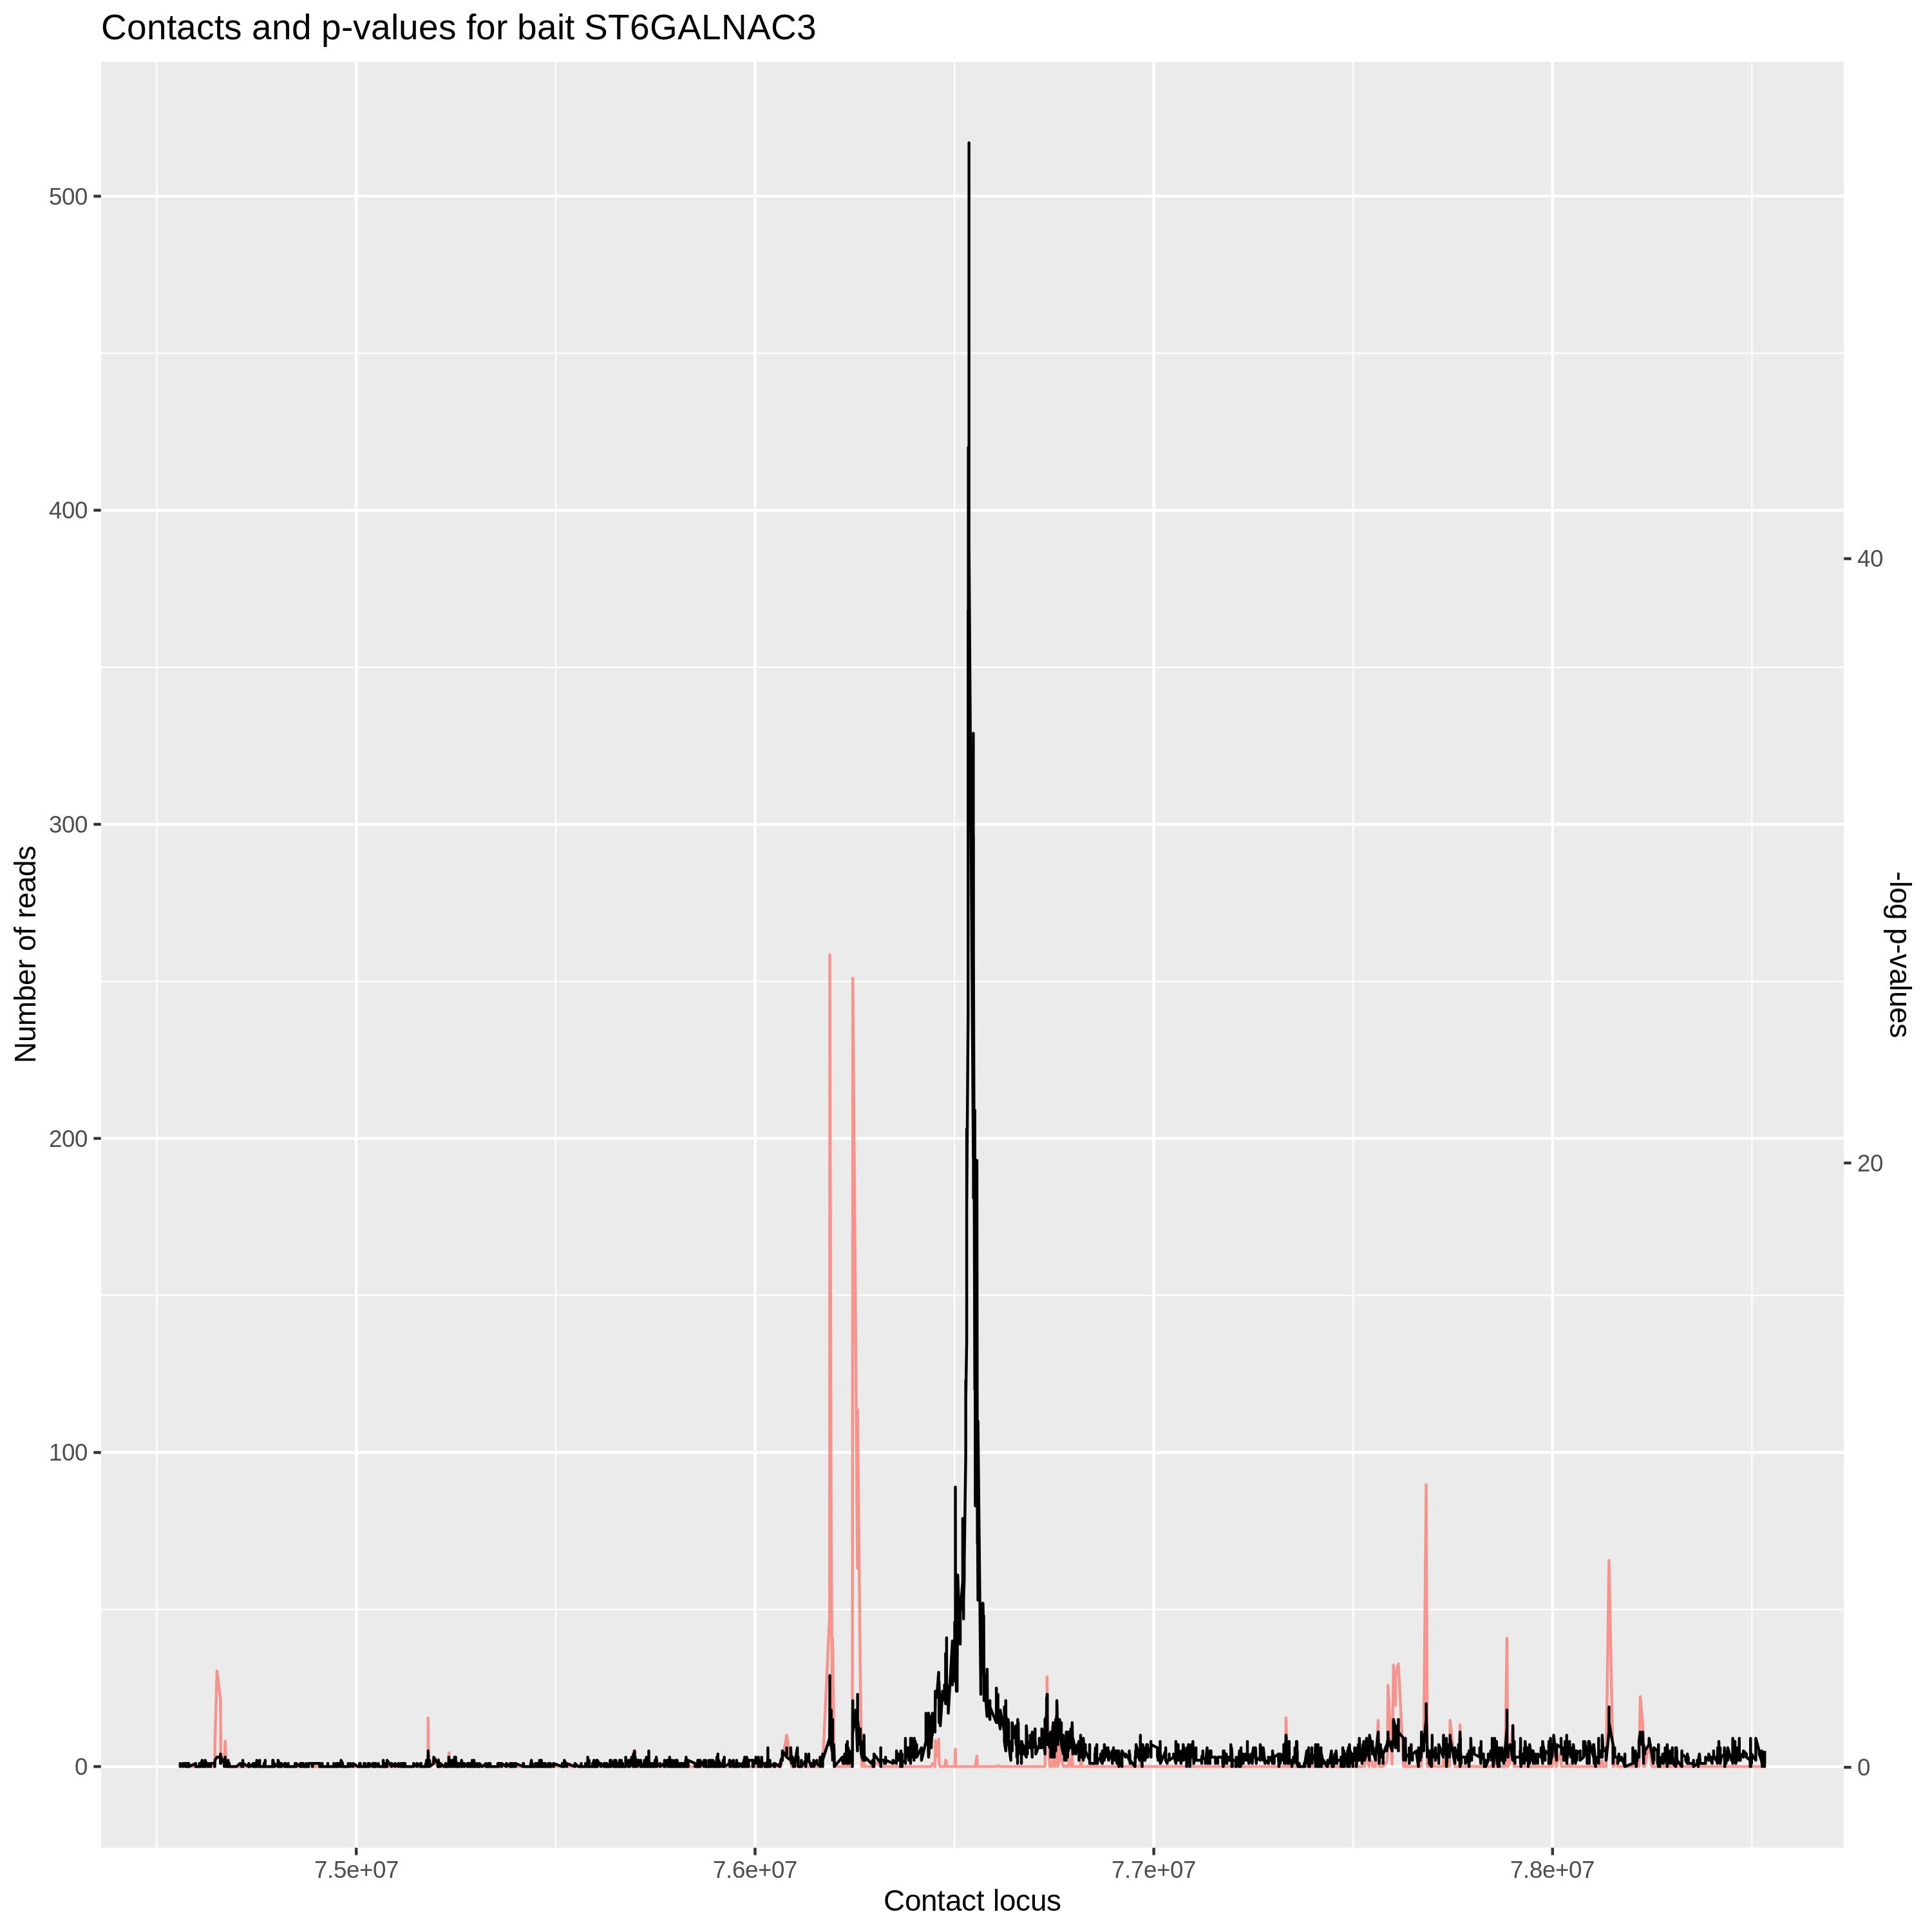 Contacts and p-values for bait ST6GALNAC3
500
400
300
200
100
0
Number of reads
40
20
0
-log p-values
7.5e+07
7.6e+07
7.7e+07
7.8e+07
Contact locus